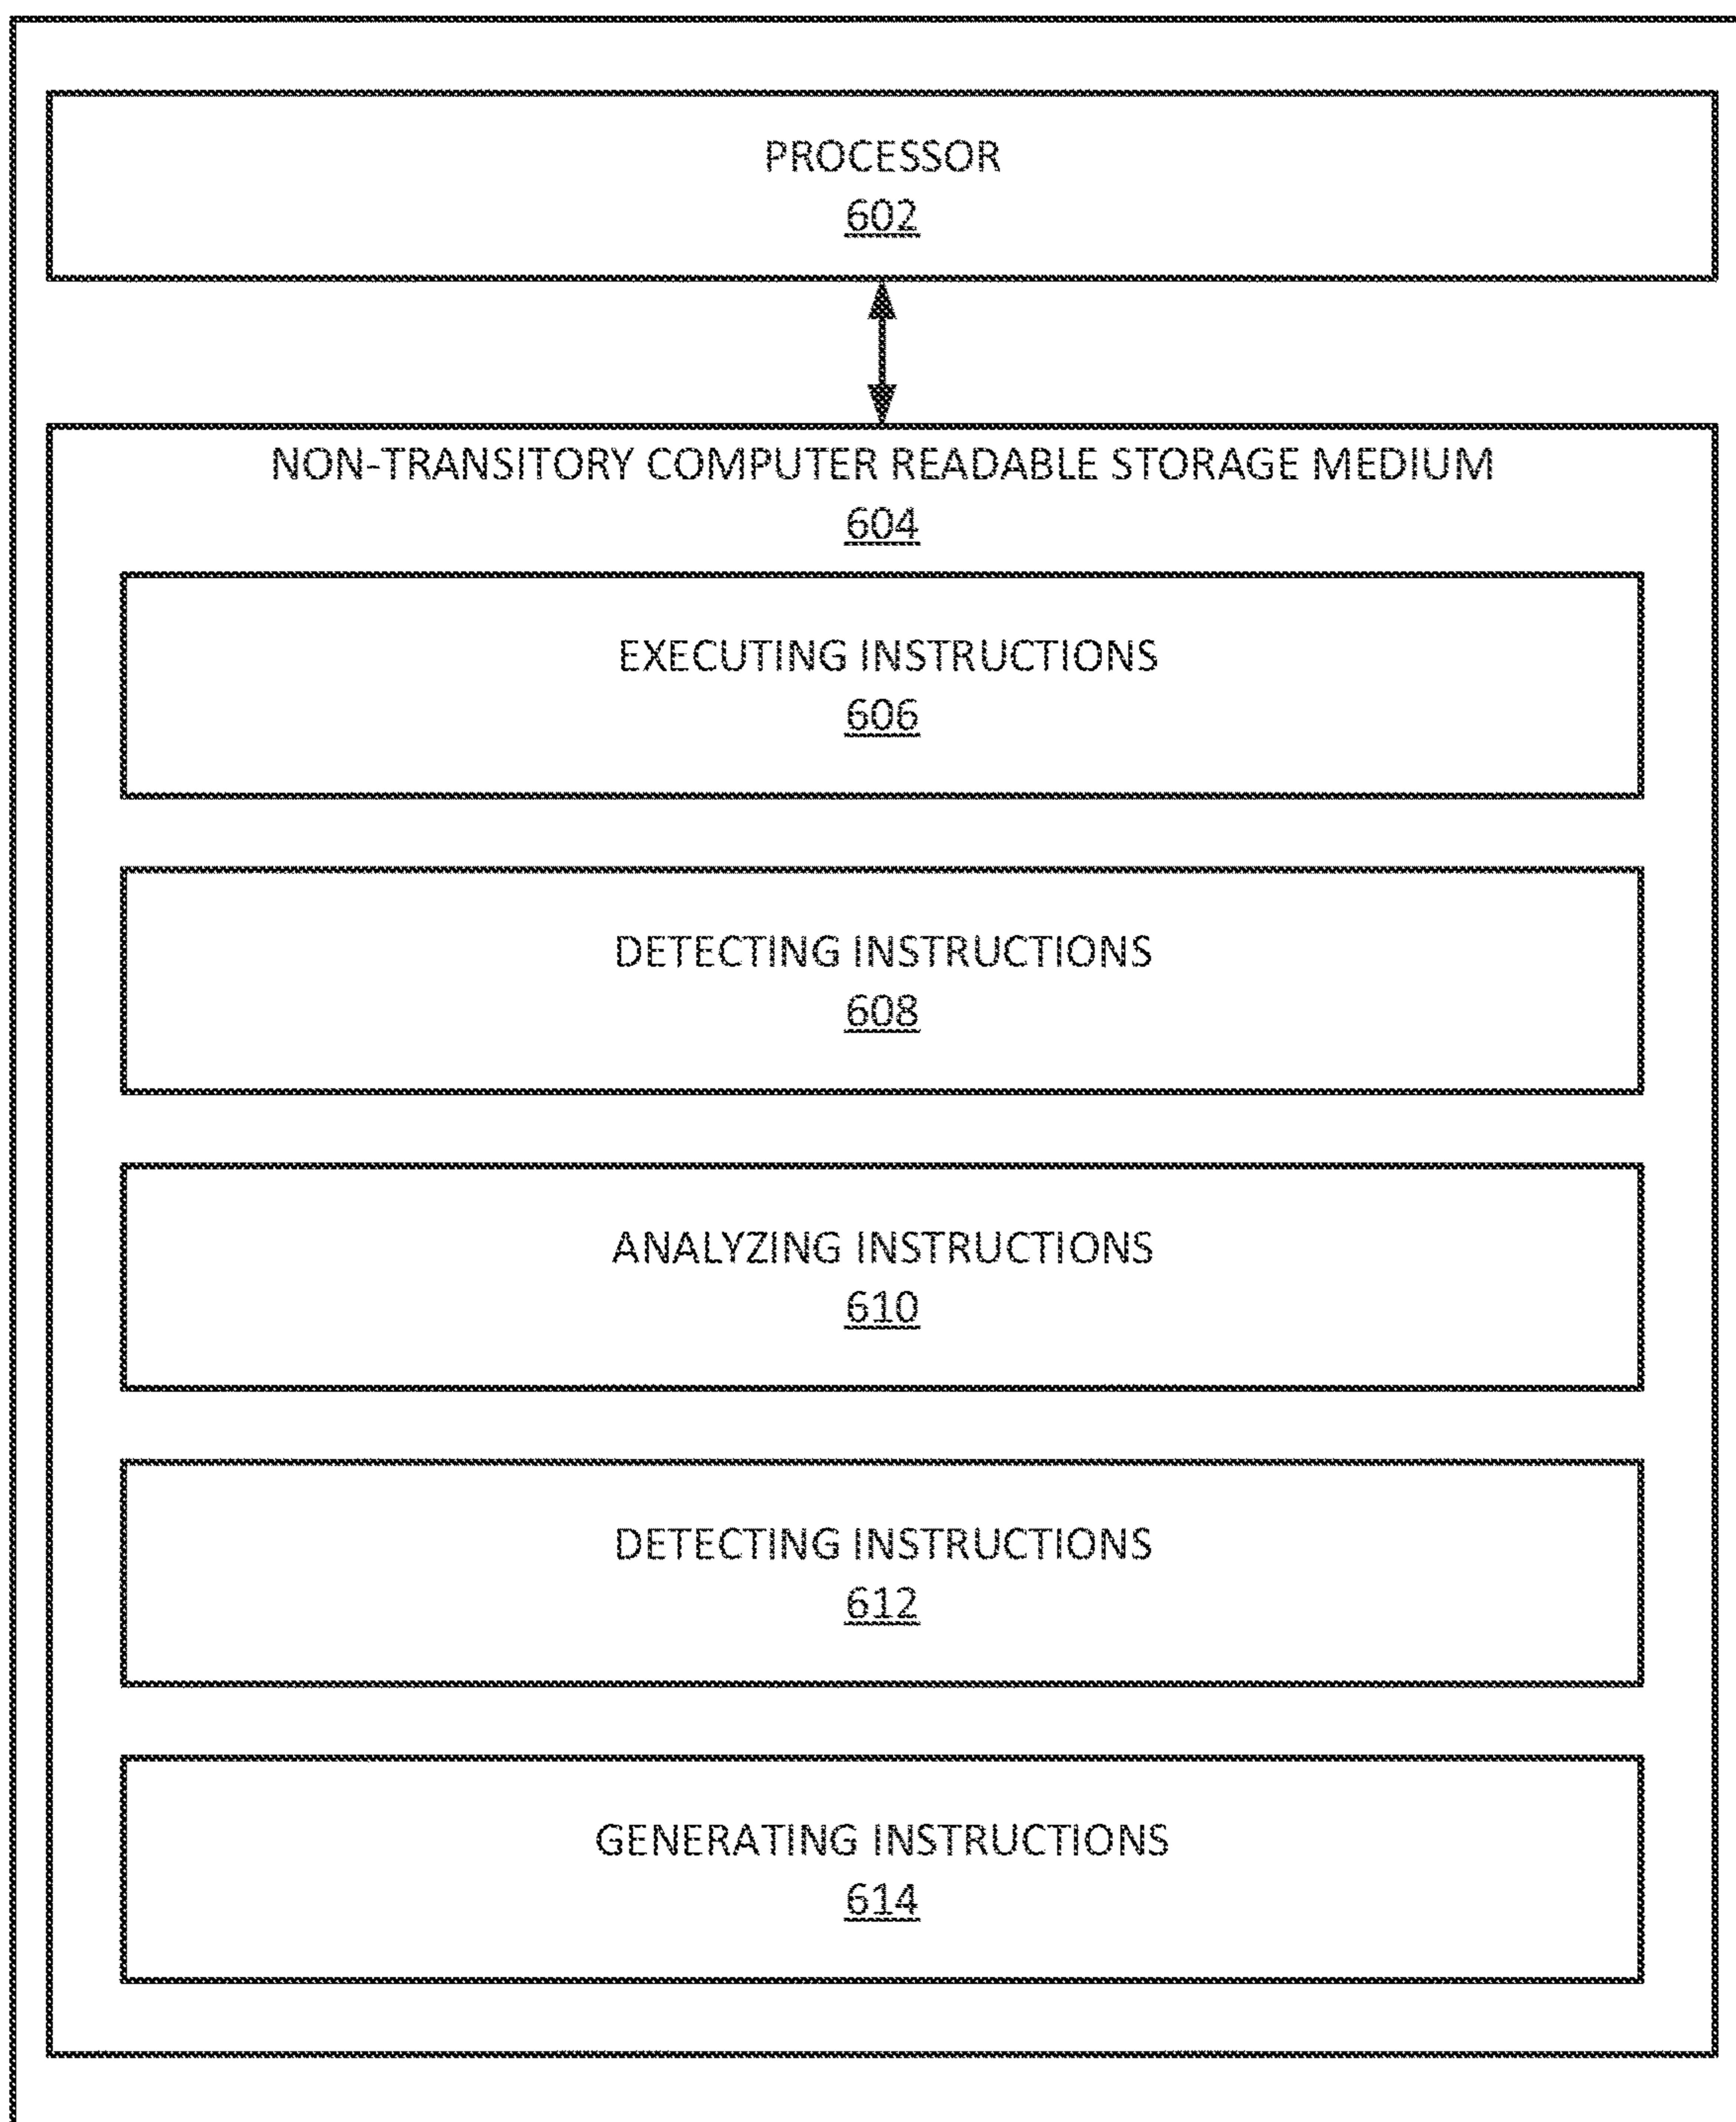 PROCESSOR
602
NON-TRANSITORY COMPUTER READABLE STORAGE MEDIUM
604
EXECUTING INSTRUCTIONS
606
DETECTING INSTRUCTIONS
608
ANALYZING INSTRUCTIONS
610
DETECTING INSTRUCTIONS
612
GENERATING INSTRUCTIONS
614